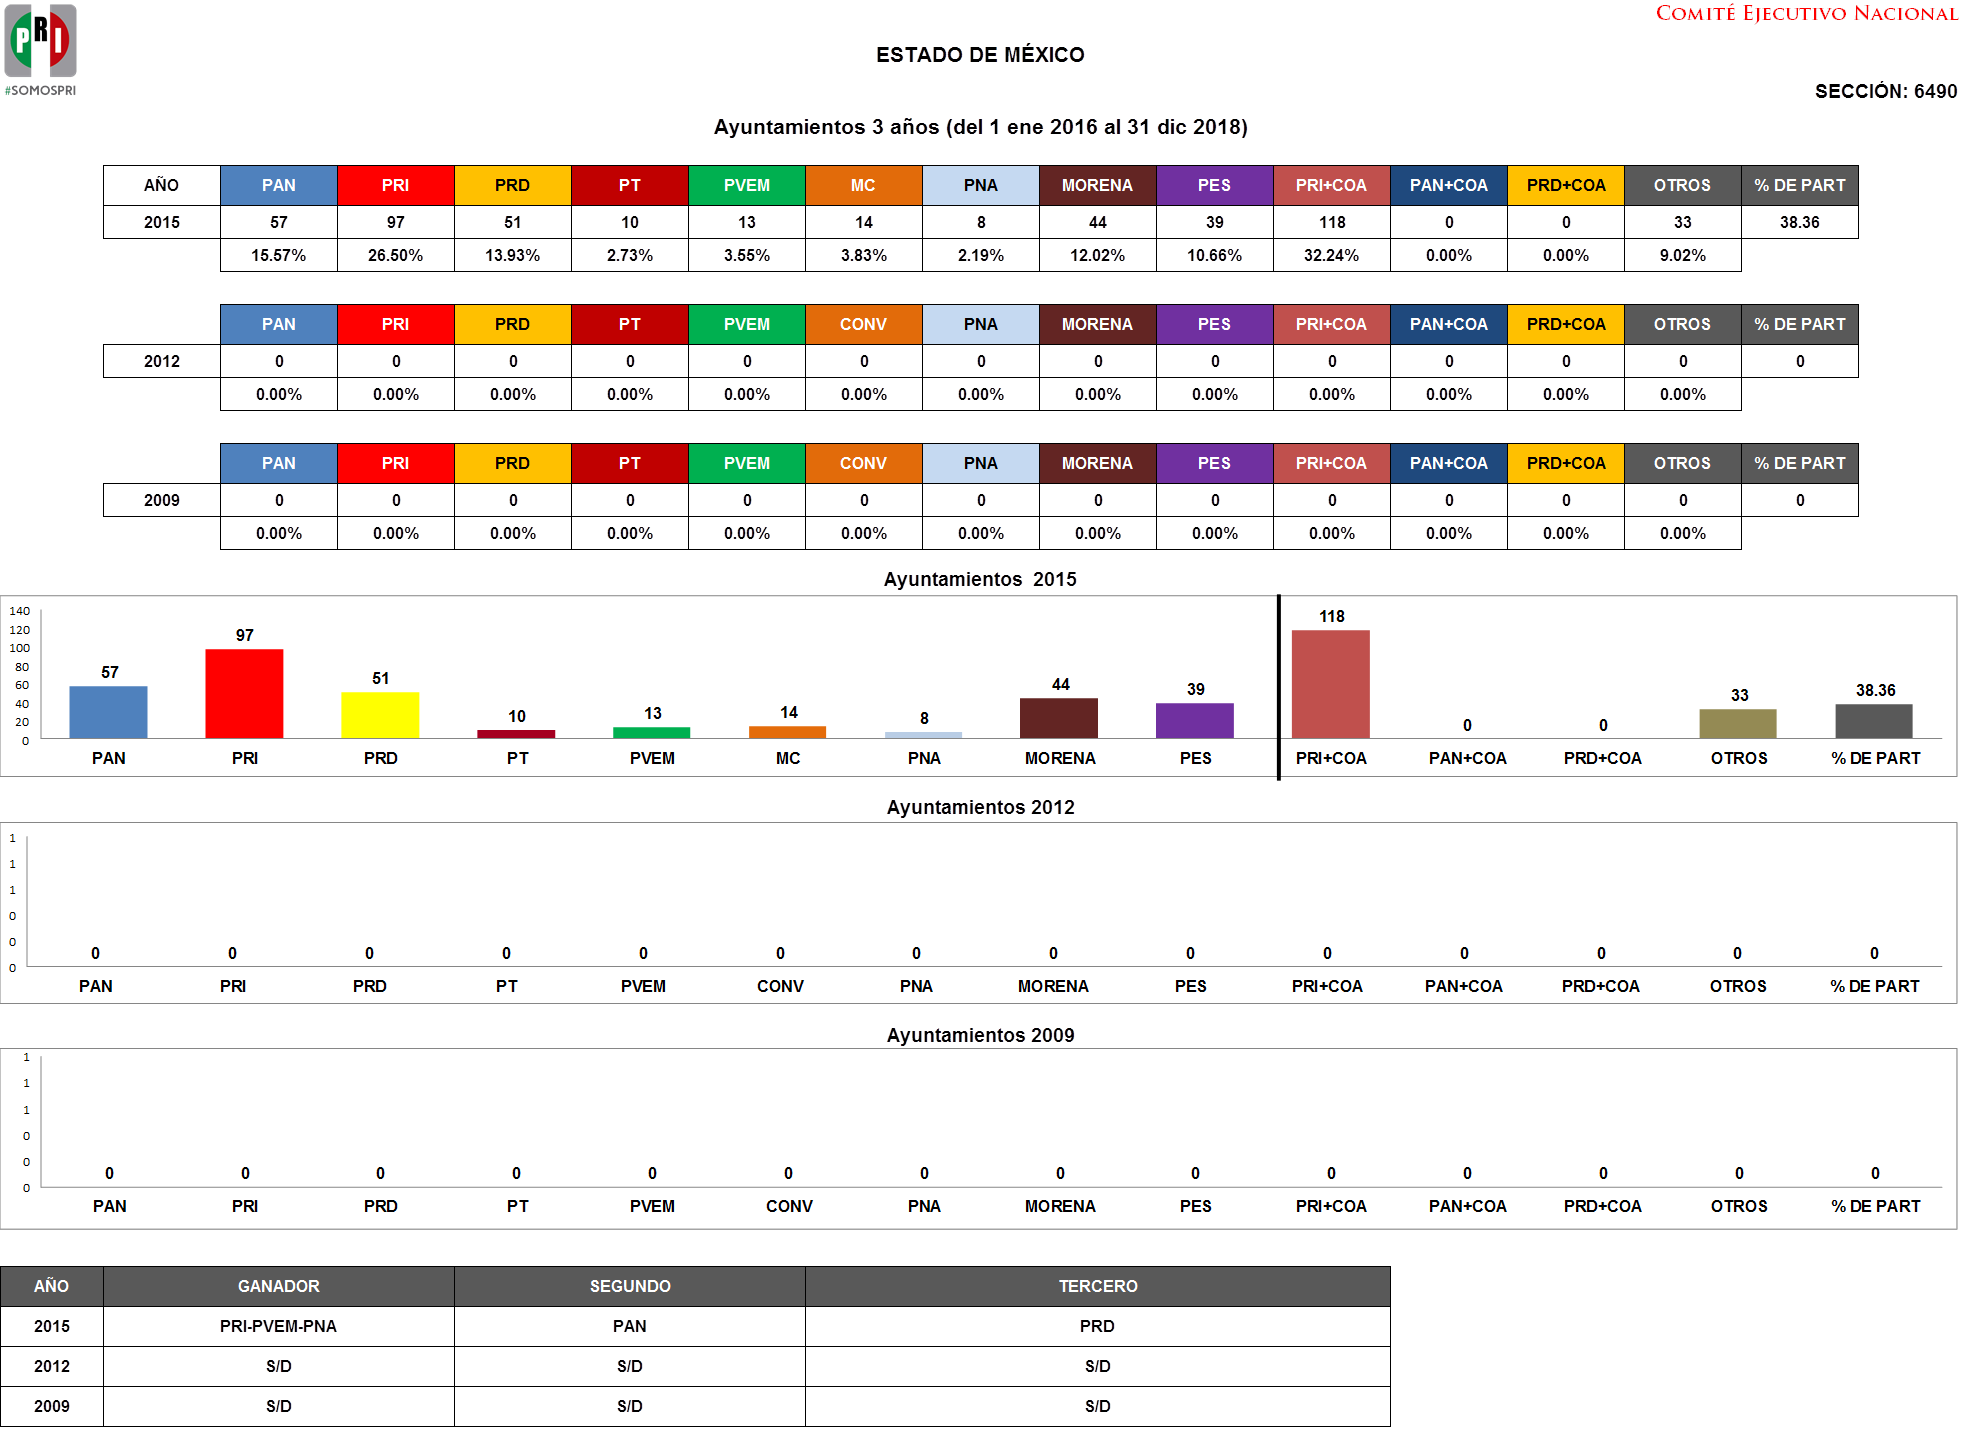 PRI
#SOMOSPRI
COMITÉ EJECUTIVO NACIONAL
ESTADO DE MÉXICO
SECCIÓN: 6490
Ayuntamientos 3 años (del 1 ene 2016 al 31 dic 2018)
AÑO PAN PRI PRD PT PVEM MC PNA MORENA PES PRI+COA PAN+COA PRD+COA OTROS % DE PART
2015 57 97 51 10 13 14 8 44 39 118 0 0 33 38.36
15.57% 26.50% 13.93% 2.73% 3.55% 3.83% 2.19% 12.02% 10.66% 32.24% 0.00% 0.00% 9.02%
PAN PRI PRD PT PVEM CONV PNA MORENA PES PRI+COA PAN+COA PRD+COA OTROS % DE PART
2012 0 0 0 0 0 0 0 0 0 0 0 0 0 0
0.00% 0.00% 0.00% 0.00% 0.00% 0.00% 0.00% 0.00% 0.00% 0.00% 0.00% 0.00% 0.00%
PAN PRI PRD PT PVEM CONV PNA MORENA PES PRI+COA PAN+COA PRD+COA OTROS % DE PART
2009 0 0 0 0 0 0 0 0 0 0 0 0 0 0
0.00% 0.00% 0.00% 0.00% 0.00% 0.00% 0.00% 0.00% 0.00% 0.00% 0.00% 0.00% 0.00%
Ayuntamientos 2015
140
120
100
80
60
40
20
0
57 97 51 10 13 14 8 44 39 118 0 0 33 38.36
PAN PRI PRD PT PVEM MC PNA MORENA PES PRI+COA PAN+COA PRD+COA OTROS % DE PART
Ayuntamientos 2012
1
1
1
0
0
0
0 0 0 0 0 0 0 0 0 0 0 0 0 0
PAN PRI PRD PT PVEM CONV PNA MORENA PES PRI+COA PAN+COA PRD+COA OTROS % DE PART
Ayuntamientos 2009
1
1
1
0
0
0
0 0 0 0 0 0 0 0 0 0 0 0 0 0
PAN PRI PRD PT PVEM CONV PNA MORENA PES PRI+COA PAN+COA PRD+COA OTROS % DE PART
AÑO GANADOR SEGUNDO TERCERO
2015 PRI-PVEM-PNA PAN PRD
2012 S/D S/D S/D
2009 S/D S/D S/D